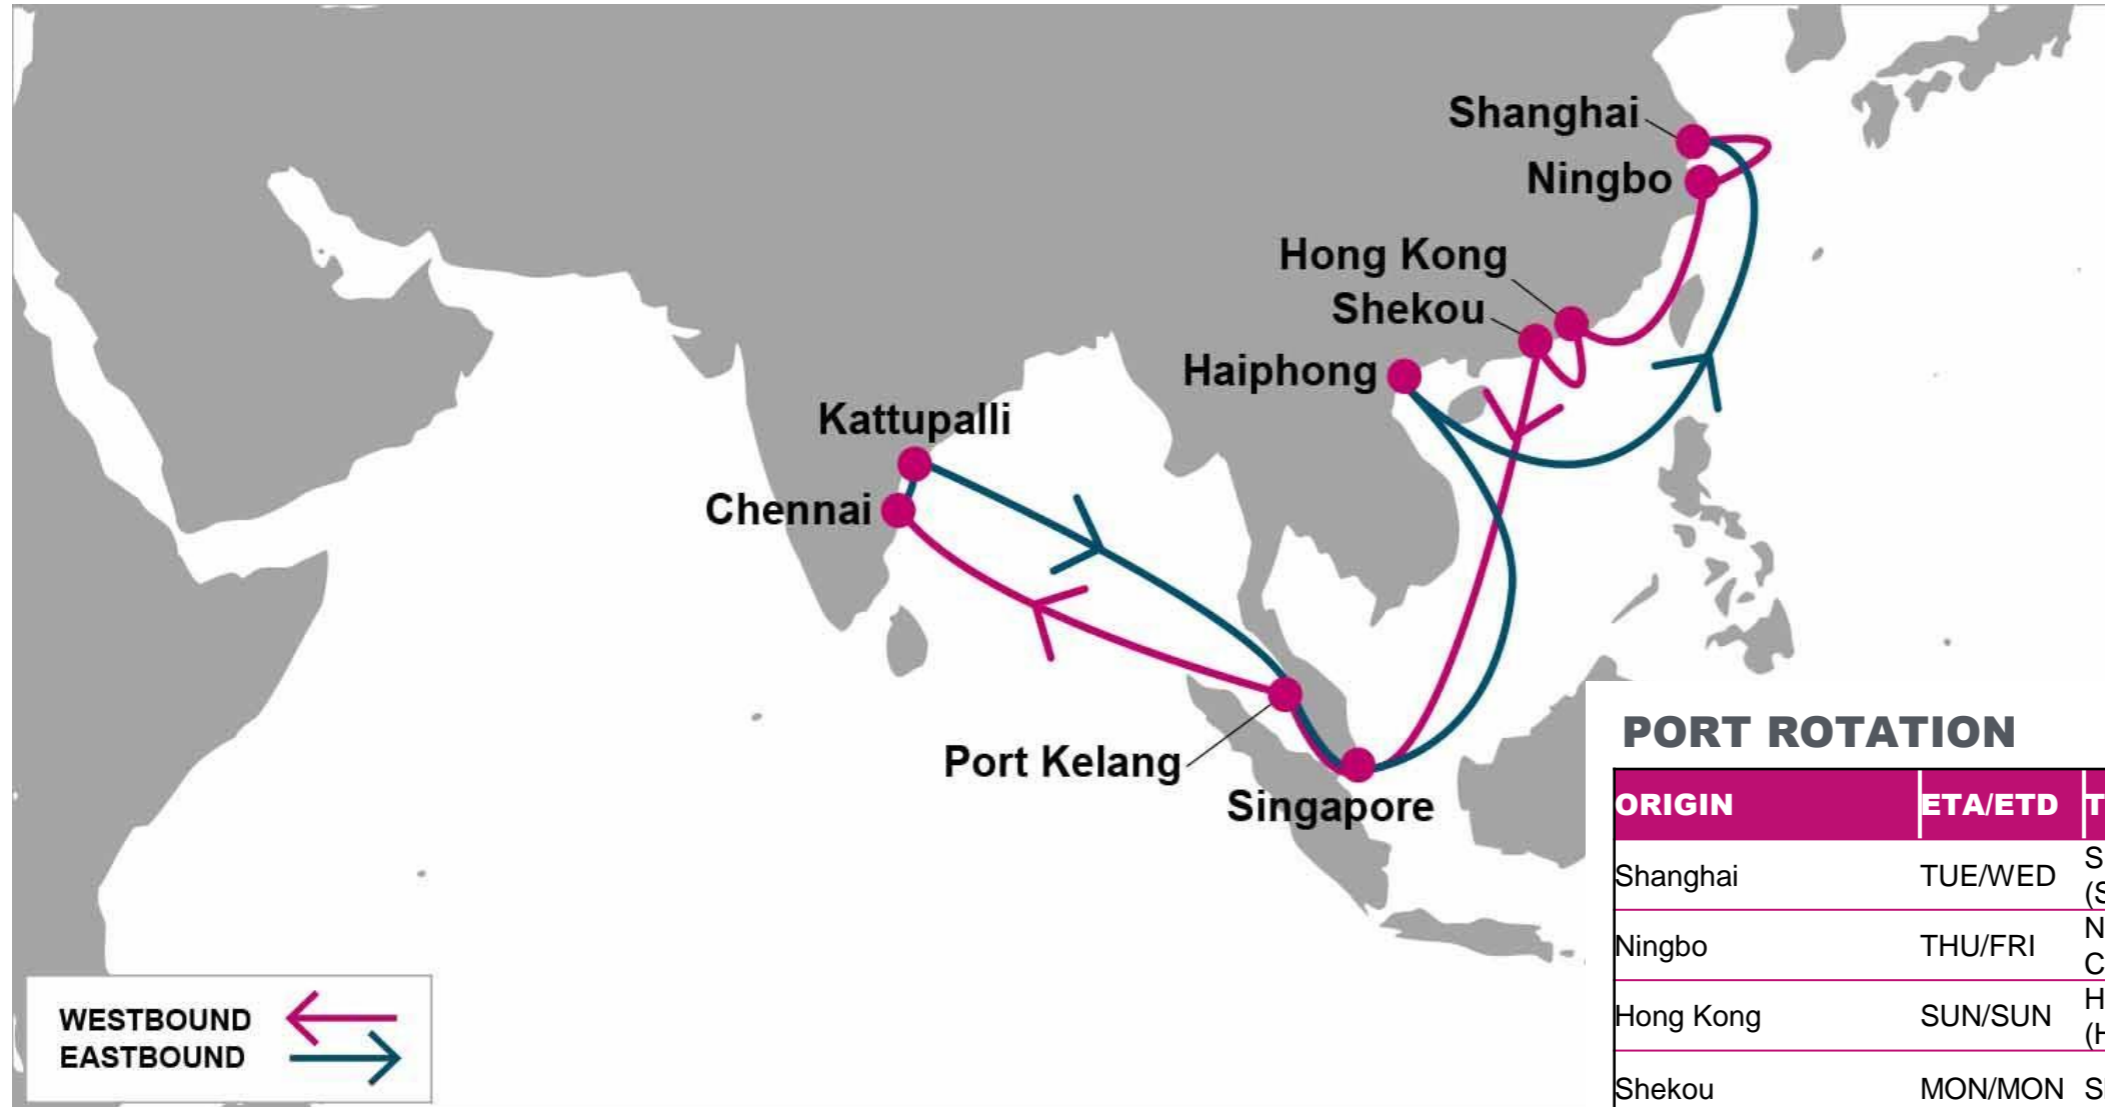 Shanghai
Ningbo
Hong Kong
Shekou
Haiphong
Kattupalli
Chennai
Port Kelang
Singapore
WESTBOUND
EASTBOUND
PORT ROTATION
ORIGIN ETA/ETD
Shanghai TUE/WED
Ningbo THU/FRI
Hong Kong SUN/SUN
Shekou MON/MON